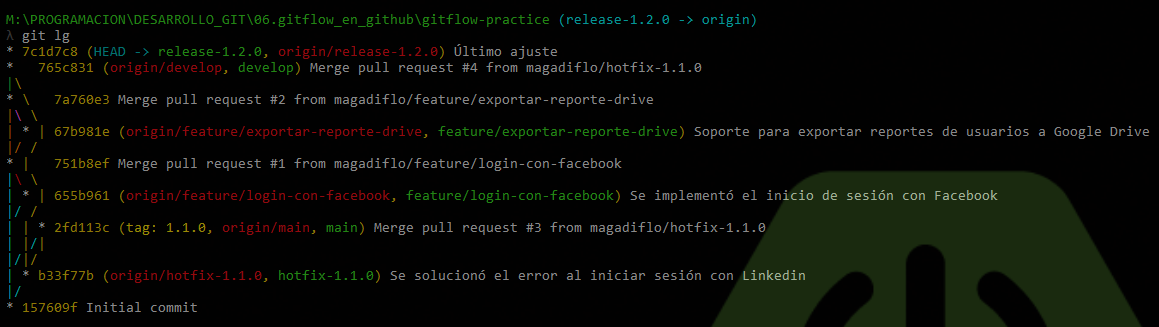 M:\PROGRAMACION\DESARROLLO_GIT\06.gitflow_en_github\gitflow-practice (release-1.2.0 -> origin)
λ git lg
* 7c1d7c8 (HEAD -> release-1.2.0, origin/release-1.2.0) Último ajuste
*   765c831 (origin/develop, develop) Merge pull request #4 from magadiflo/hotfix-1.1.0
|\
* \   7a760e3 Merge pull request #2 from magadiflo/feature/exportar-reporte-drive
|\ \
| * | 67b981e (origin/feature/exportar-reporte-drive, feature/exportar-reporte-drive) Soporte para exportar reportes de usuarios a Google Drive
|/ /
* |   751b8ef Merge pull request #1 from magadiflo/feature/login-con-facebook
|\ \
| * | 655b961 (origin/feature/login-con-facebook, feature/login-con-facebook) Se implementó el inicio de sesión con Facebook
|/ /
| | * 2fd113c (tag: 1.1.0, origin/main, main) Merge pull request #3 from magadiflo/hotfix-1.1.0
| |/|
|/|/
| * b33f77b (origin/hotfix-1.1.0, hotfix-1.1.0) Se solucionó el error al iniciar sesión con Linkedin
|/
* 157609f Initial commit